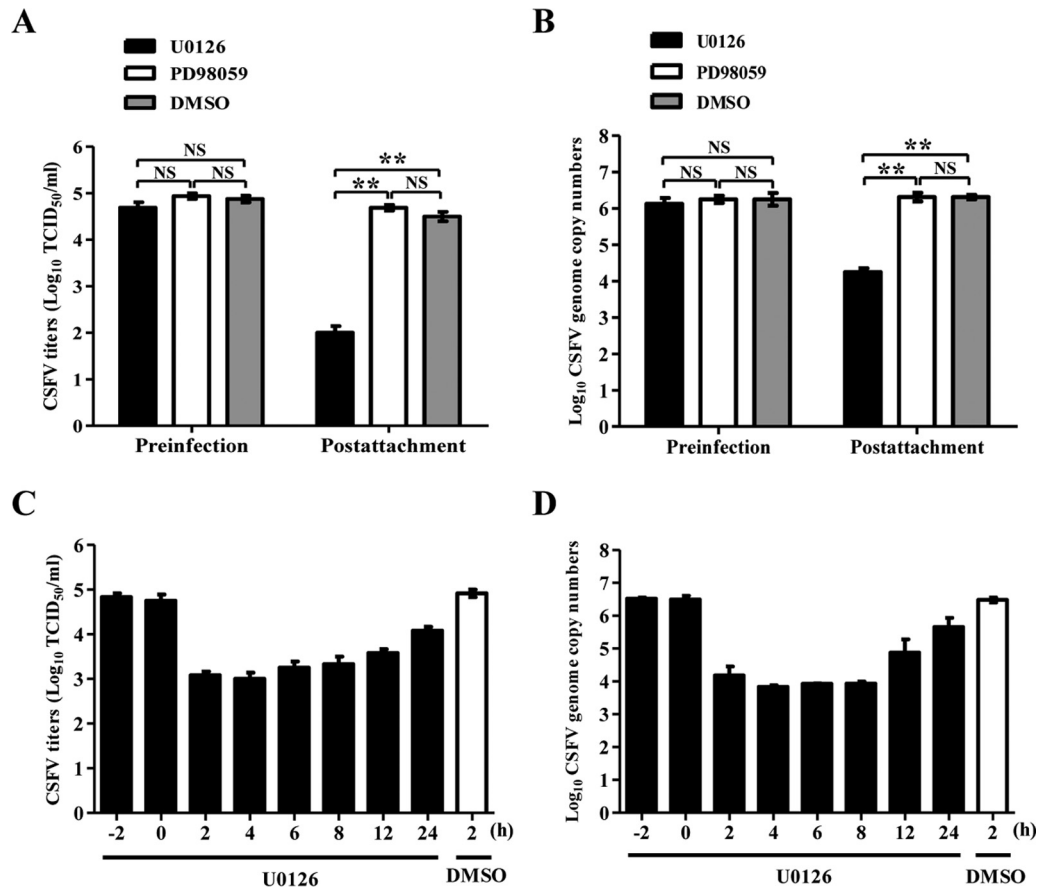 A
U0126
PD98059
DMSO
CSFV titers (Log₁₀ TCID₅₀/ml)
6
5
4
3
2
1
0
NS
NS NS
**
** NS
Preinfection Postattachment
B
U0126
PD98059
DMSO
Log₁₀ CSFV genome copy numbers
8
7
6
5
4
3
2
1
0
NS
NS NS
**
** NS
Preinfection Postattachment
C
CSFV titers (Log₁₀ TCID₅₀/ml)
6
5
4
3
2
1
0
-2 0 2 4 6 8 12 24 2 (h)
U0126 DMSO
D
Log₁₀ CSFV genome copy numbers
8
7
6
5
4
3
2
1
0
-2 0 2 4 6 8 12 24 2 (h)
U0126 DMSO